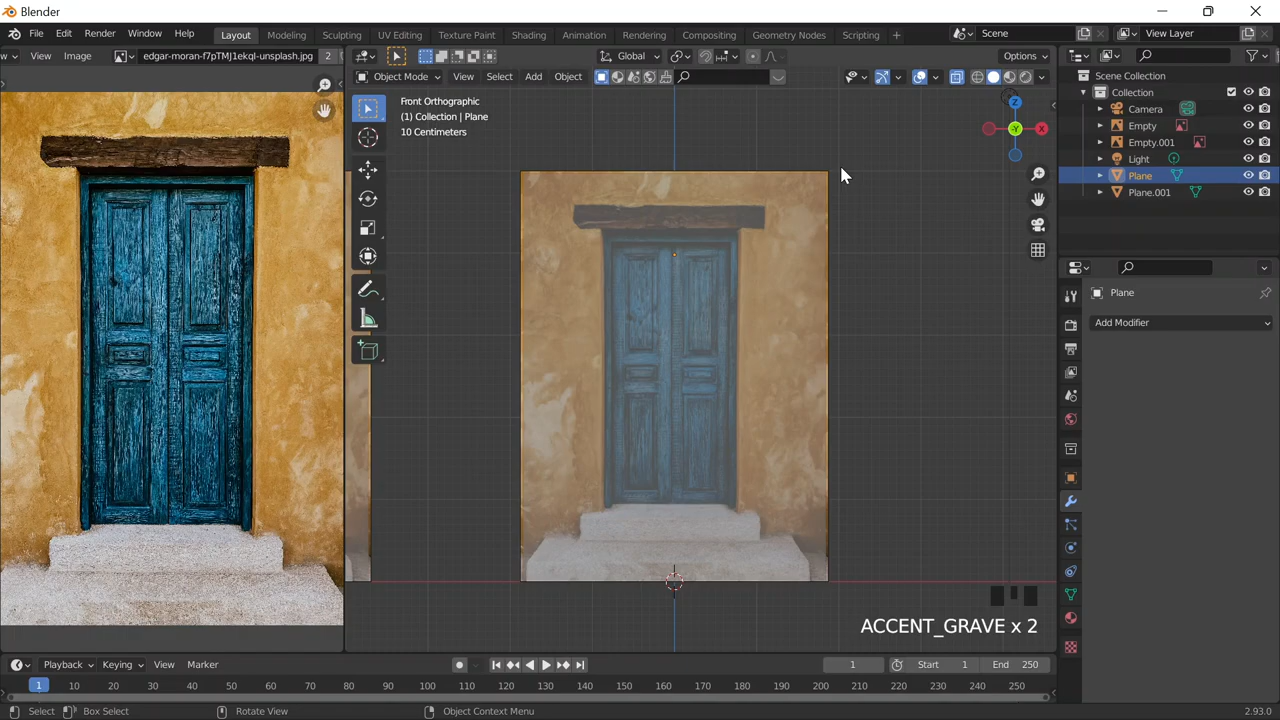 Blender
File Edit Render Window Help
Layout Modeling Sculpting UV Editing Texture Paint Shading Animation Rendering Compositing Geometry Nodes Scripting +
Scene
View Layer
View Image
edgar-moran-f7pTMJ1ekqI-unsplash.jpg 2
Global
Options
Object Mode View Select Add Object
Front Orthographic
(1) Collection | Plane
10 Centimeters
Z
-Y
X
Scene Collection
Collection
Camera
Empty
Empty.001
Light
Plane
Plane.001
Plane
Add Modifier
ACCENT_GRAVE x 2
Playback Keying View Marker
1
Start 1
End 250
1 10 20 30 40 50 60 70 80 90 100 110 120 130 140 150 160 170 180 190 200 210 220 230 240 250
Select Box Select Rotate View Object Context Menu 2.93.0